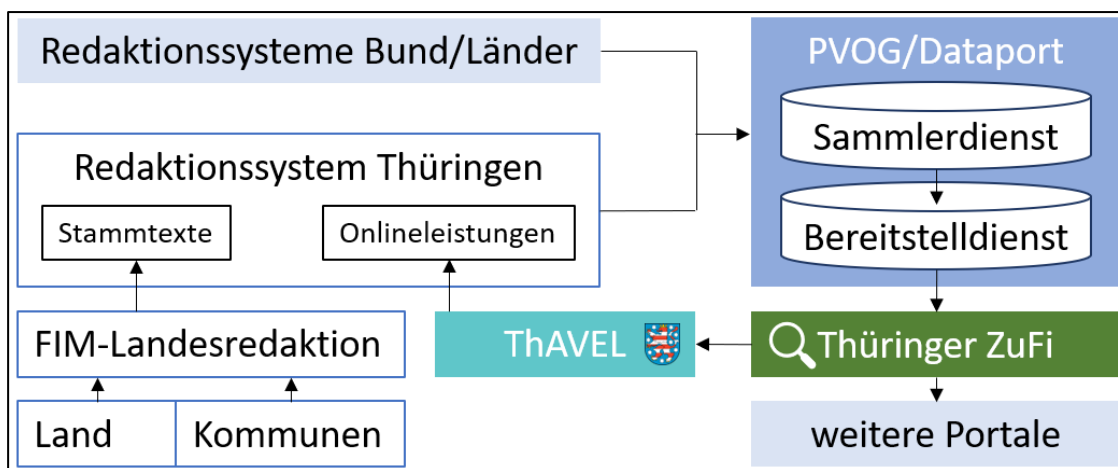 Redaktionssysteme Bund/Länder
PVOG/Dataport
Sammlerdienst
Bereitstelldienst
Redaktionssystem Thüringen
Stammtexte
Onlineleistungen
FIM-Landesredaktion
ThAVEL
Thüringer ZuFi
Land
Kommunen
weitere Portale